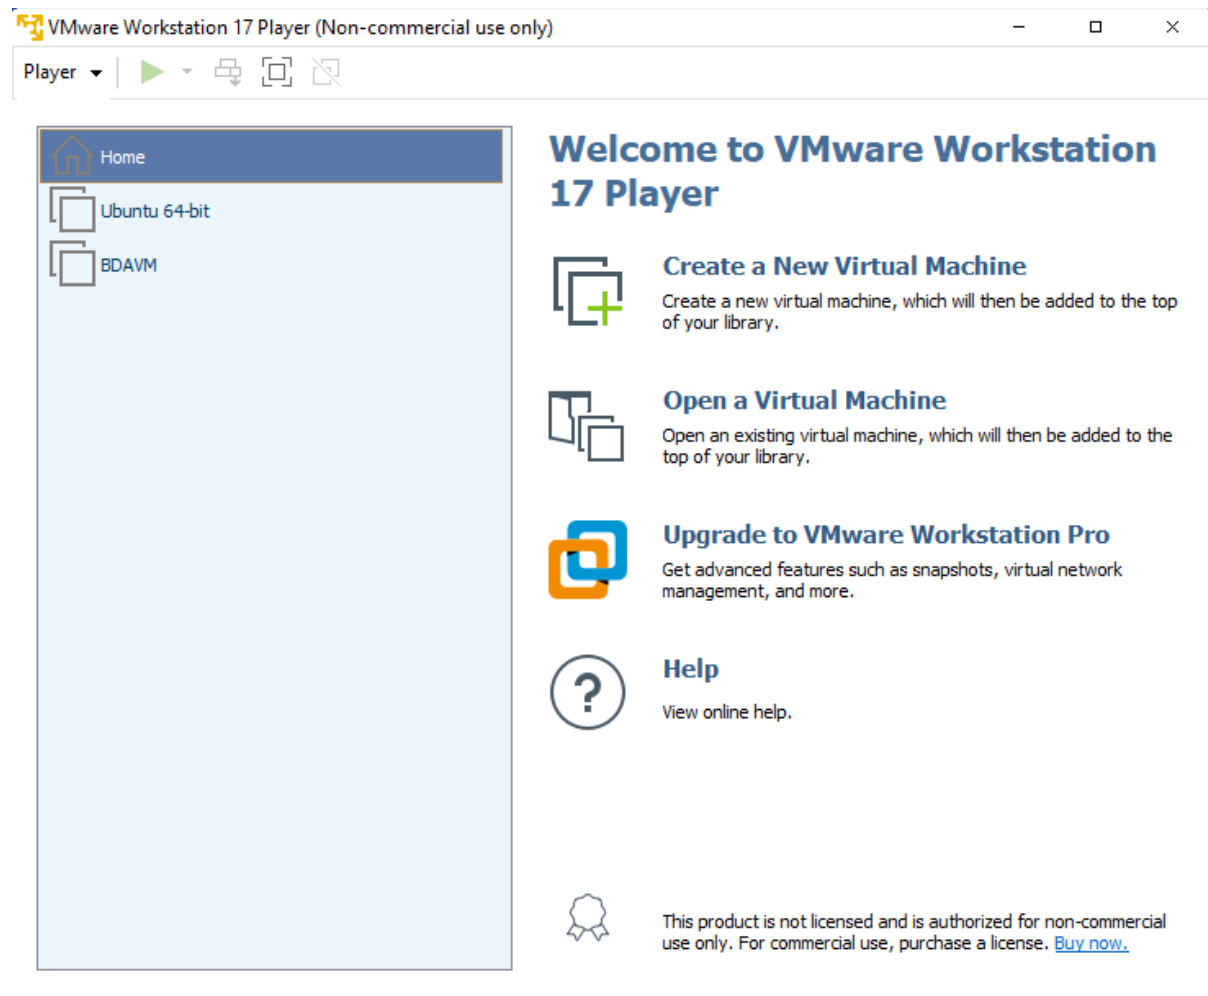 VMware Workstation 17 Player (Non-commercial use only)
Player
Home
Ubuntu 64-bit
BDAVM
Welcome to VMware Workstation
17 Player
Create a New Virtual Machine
Create a new virtual machine, which will then be added to the top
of your library.
Open a Virtual Machine
Open an existing virtual machine, which will then be added to the
top of your library.
Upgrade to VMware Workstation Pro
Get advanced features such as snapshots, virtual network
management, and more.
?
Help
View online help.
This product is not licensed and is authorized for non-commercial
use only. For commercial use, purchase a license. Buy now.